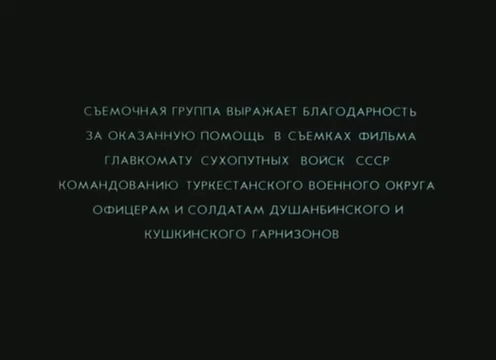 СЪЕМОЧНАЯ ГРУППА ВЫРАЖАЕТ БЛАГОДАРНОСТЬ
ЗА ОКАЗАННУЮ ПОМОЩЬ В СЪЕМКАХ ФИЛЬМА
ГЛАВКОМАТУ СУХОПУТНЫХ ВОЙСК СССР
КОМАНДОВАНИЮ ТУРКЕСТАНСКОГО ВОЕННОГО ОКРУГА
ОФИЦЕРАМ И СОЛДАТАМ ДУШАНБИНСКОГО И
КУШКИНСКОГО ГАРНИЗОНОВ